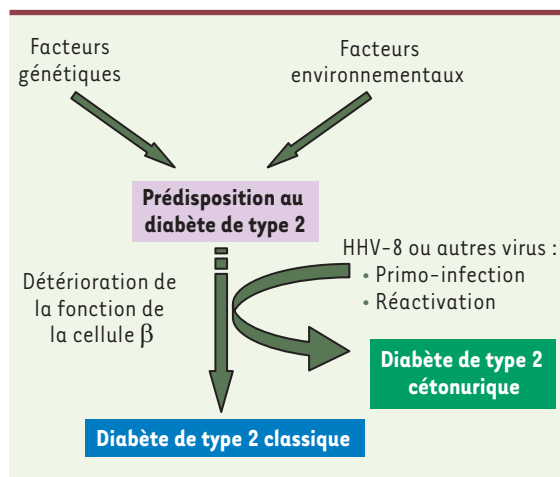 Facteurs
génétiques
Facteurs
environnementaux
Prédisposition au
diabète de type 2
Détérioration de
la fonction de
la cellule β
HHV-8 ou autres virus :
• Primo-infection
• Réactivation
Diabète de type 2
cétonurique
Diabète de type 2 classique